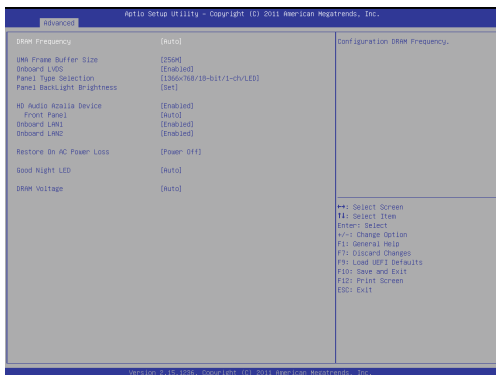 Aptio Setup Utility – Copyright (C) 2011 American Megatrends, Inc.
Advanced
DRAM Frequency [Auto]
UMA Frame Buffer Size [256M]
Onboard LVDS [Enabled]
Panel Type Selection [1366x768/18-bit/1-ch/LED]
Panel BackLight Brightness [Set]
HD Audio Azalia Device [Enabled]
Front Panel [Auto]
Onboard LAN1 [Enabled]
Onboard LAN2 [Enabled]
Restore On AC Power Loss [Power Off]
Good Night LED [Auto]
DRAM Voltage [Auto]
Configuration DRAM Frequency.
↔: Select Screen
↑↓: Select Item
Enter: Select
+/-: Change Option
F1: General Help
F7: Discard Changes
F9: Load UEFI Defaults
F10: Save and Exit
F12: Print Screen
ESC: Exit
Version 2.15.1236. Copyright (C) 2011 American Megatrends, Inc.